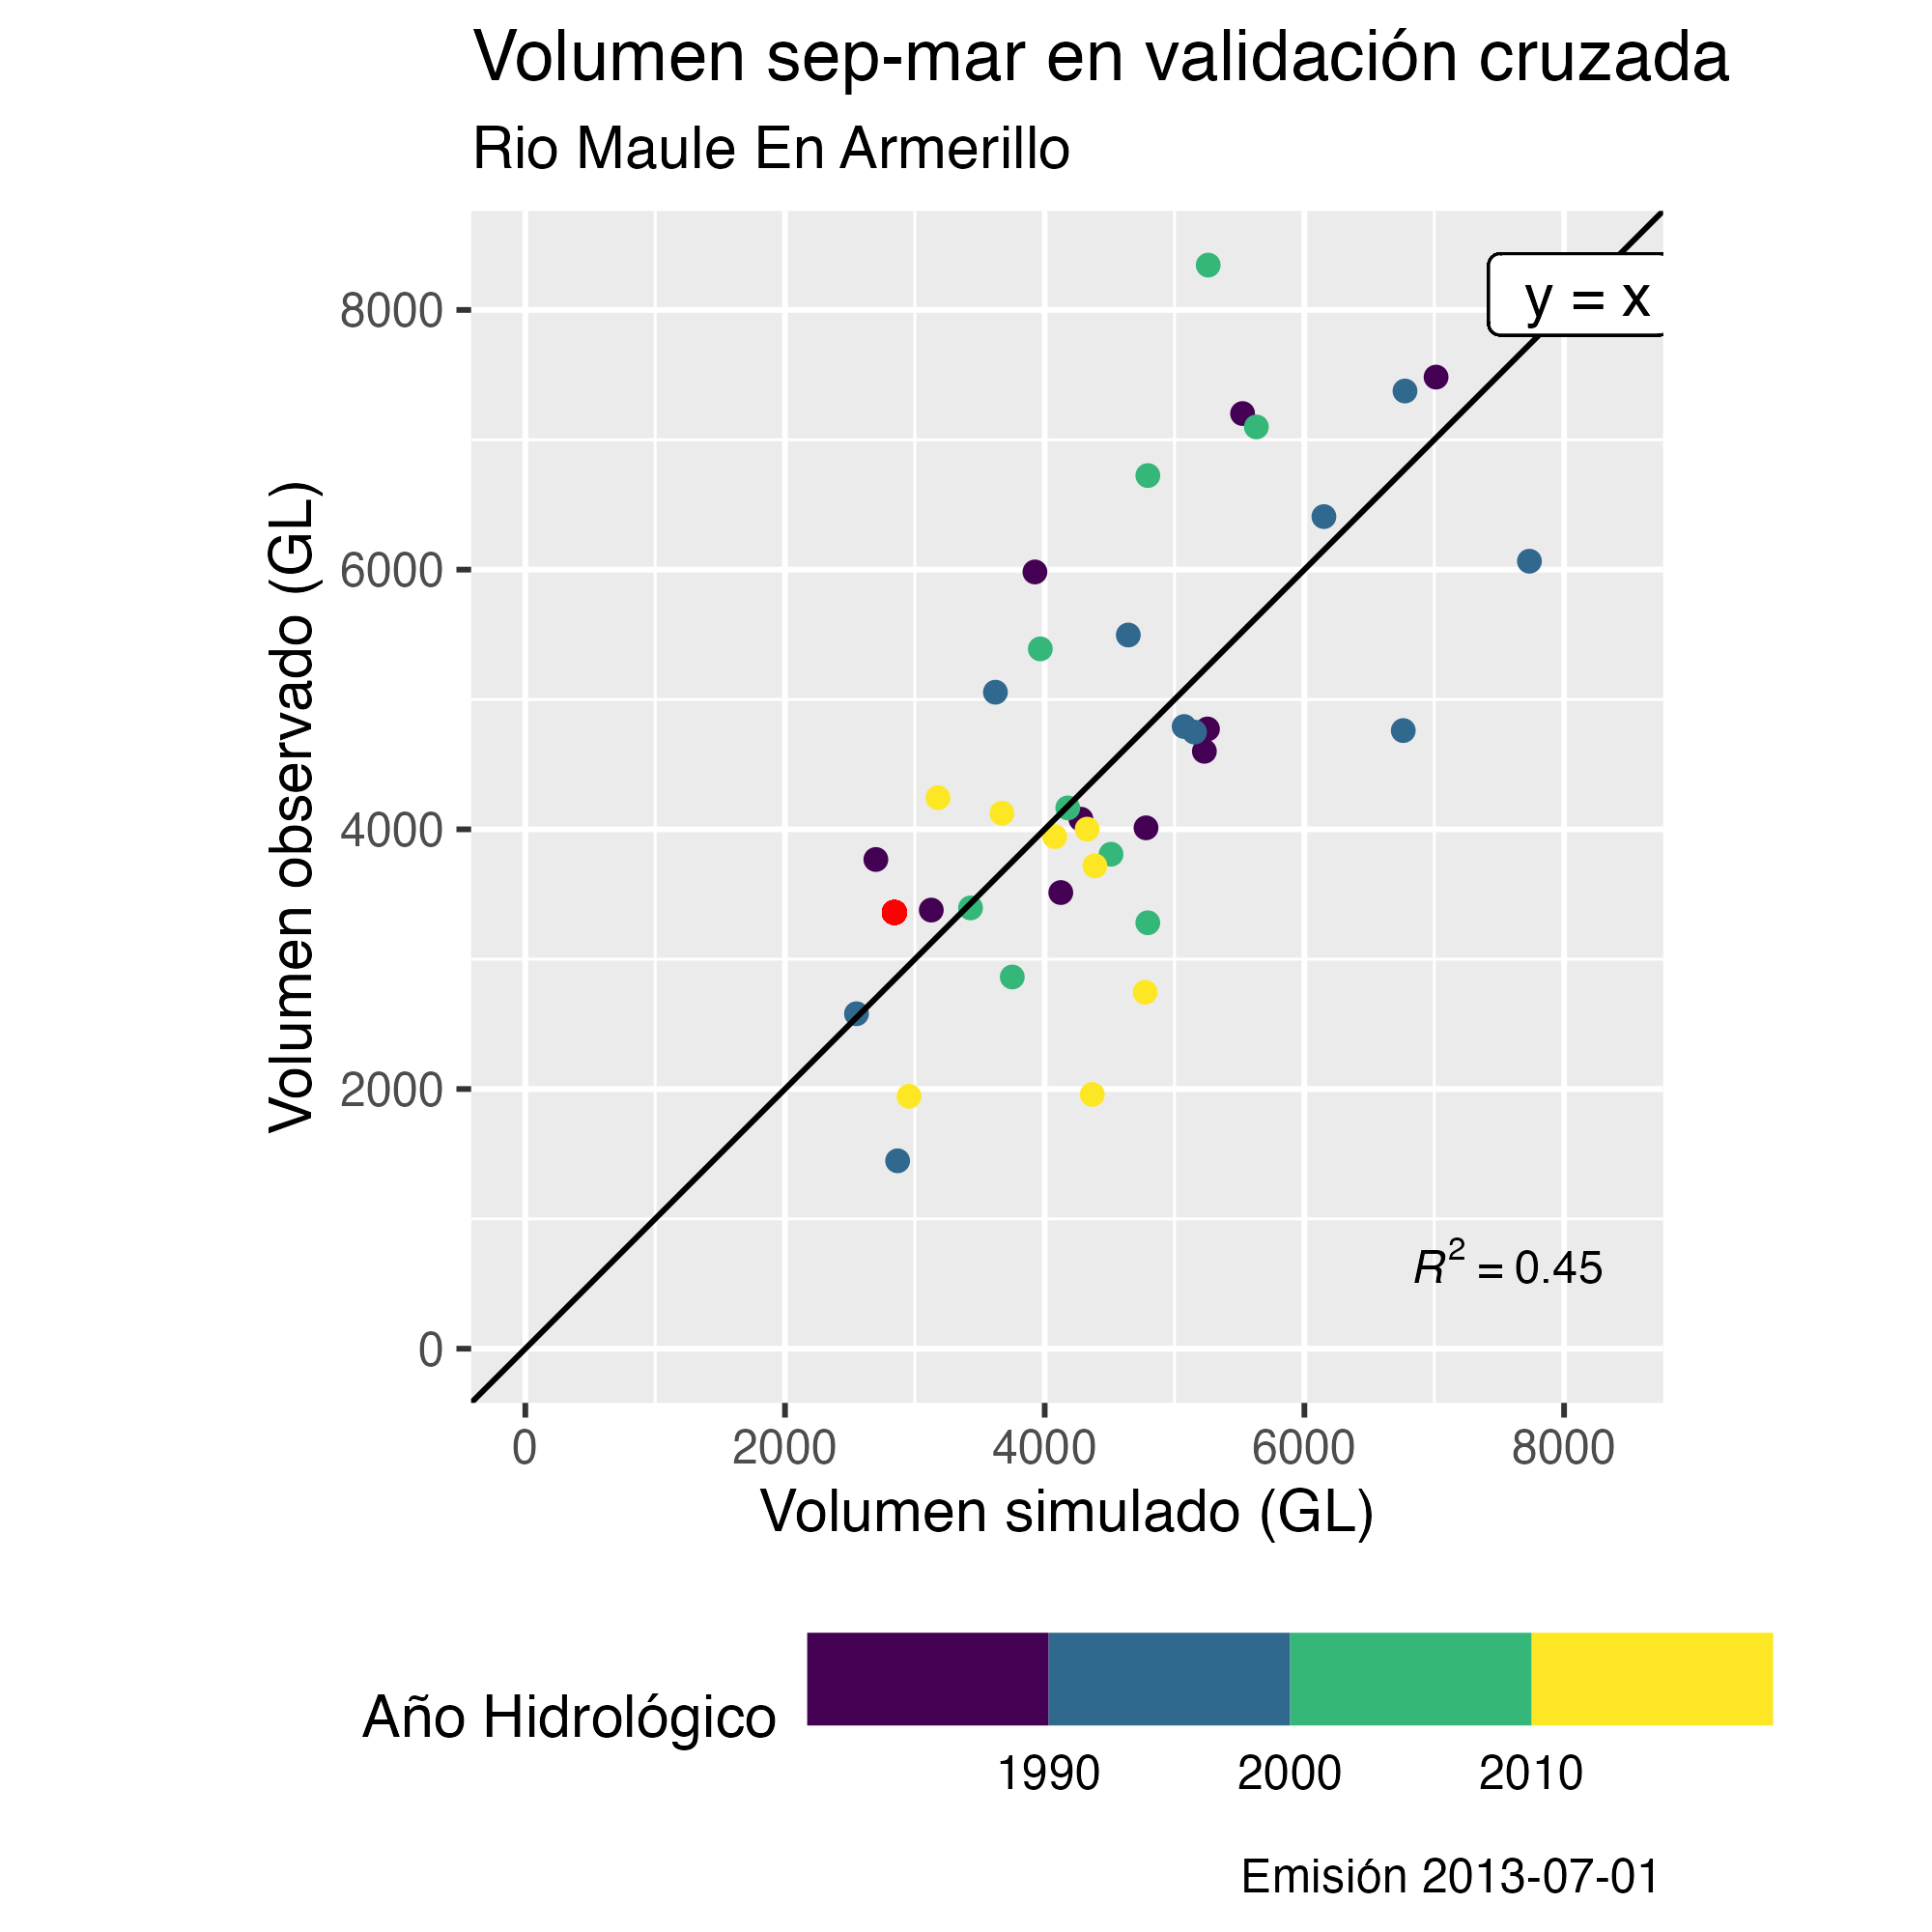 Volumen sep-mar en validación cruzada
Rio Maule En Armerillo
y = x
8000
6000
4000
2000
0
Volumen observado (GL)
R² = 0.45
0 2000 4000 6000 8000
Volumen simulado (GL)
Año Hidrológico
1990 2000 2010
Emisión 2013-07-01